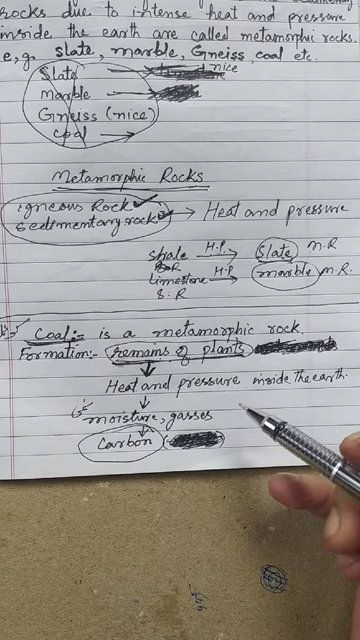 rocks due to intense heat and pressure
inside the earth are called metamorphic rocks.
e,g. slate, marble, Gneiss coal etc.
Slate nice
marble
Gneiss (nice)
coal
Metamorphic Rocks
igneous Rock
Sedimentary rock → Heat and pressure
shale H.P → Slate M.R
S.R
limestone H.P → marble M.R.
S.R
Coal:- is a metamorphic rock.
Formation:- remains of plants
Heat and pressure inside the earth.
moisture, gasses
Carbon